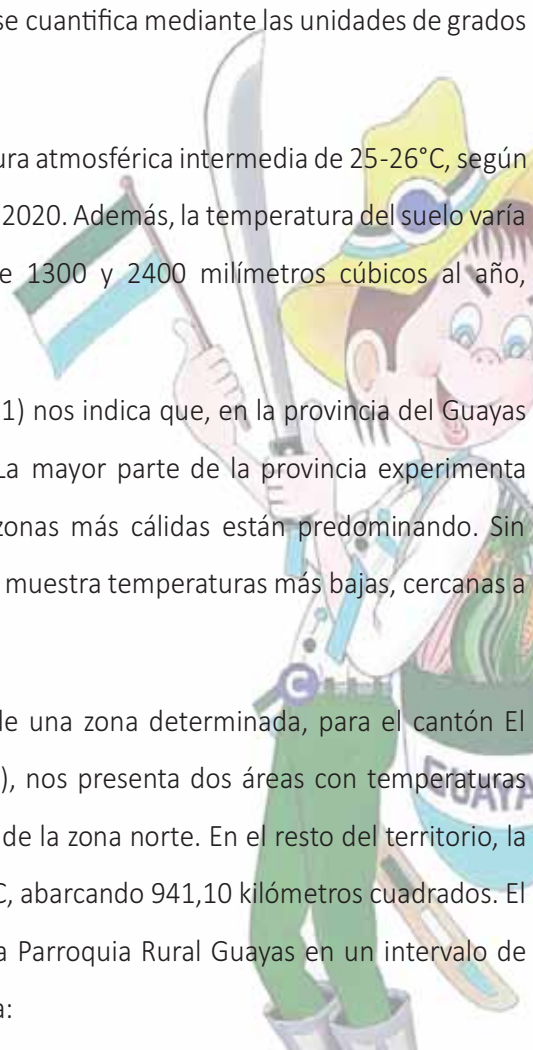 se cuantifica mediante las unidades de grados
ura atmosférica intermedia de 25-26°C, según
2020. Además, la temperatura del suelo varía
e 1300 y 2400 milímetros cúbicos al año,
1) nos indica que, en la provincia del Guayas
La mayor parte de la provincia experimenta
zonas más cálidas están predominando. Sin
muestra temperaturas más bajas, cercanas a
de una zona determinada, para el cantón El
), nos presenta dos áreas con temperaturas
de la zona norte. En el resto del territorio, la
C, abarcando 941,10 kilómetros cuadrados. El
a Parroquia Rural Guayas en un intervalo de
a:
C
GUAYA